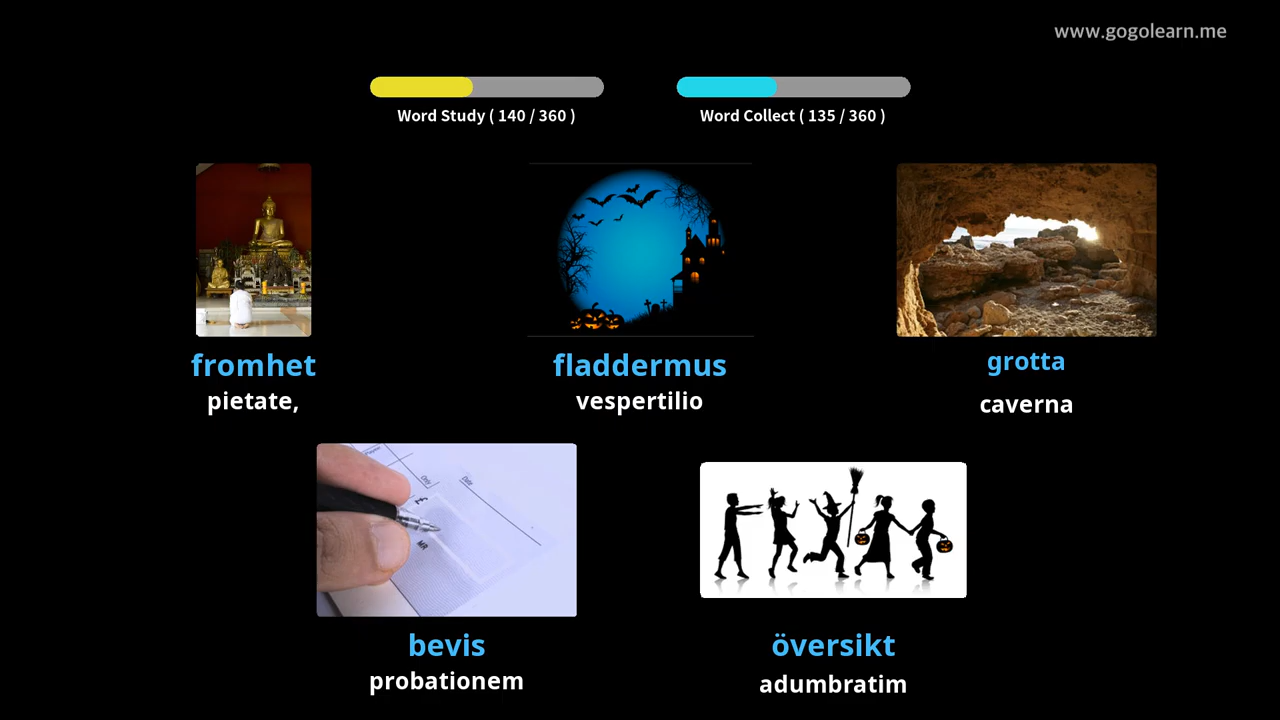 www.gogolearn.me
Word Study ( 140 / 360 )
Word Collect ( 135 / 360 )
fromhet
pietate,
fladdermus
vespertilio
grotta
caverna
bevis
probationem
översikt
adumbratim